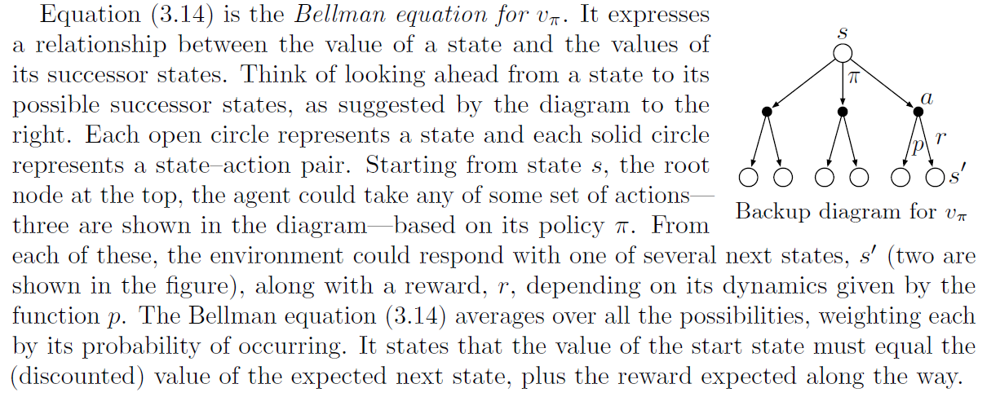 Equation (3.14) is the Bellman equation for vπ. It expresses
a relationship between the value of a state and the values of
its successor states. Think of looking ahead from a state to its
possible successor states, as suggested by the diagram to the
right. Each open circle represents a state and each solid circle
represents a state–action pair. Starting from state s, the root
node at the top, the agent could take any of some set of actions—
three are shown in the diagram—based on its policy π. From
each of these, the environment could respond with one of several next states, s′ (two are
shown in the figure), along with a reward, r, depending on its dynamics given by the
function p. The Bellman equation (3.14) averages over all the possibilities, weighting each
by its probability of occurring. It states that the value of the start state must equal the
(discounted) value of the expected next state, plus the reward expected along the way.
s
π
a
p
r
s′
Backup diagram for vπ